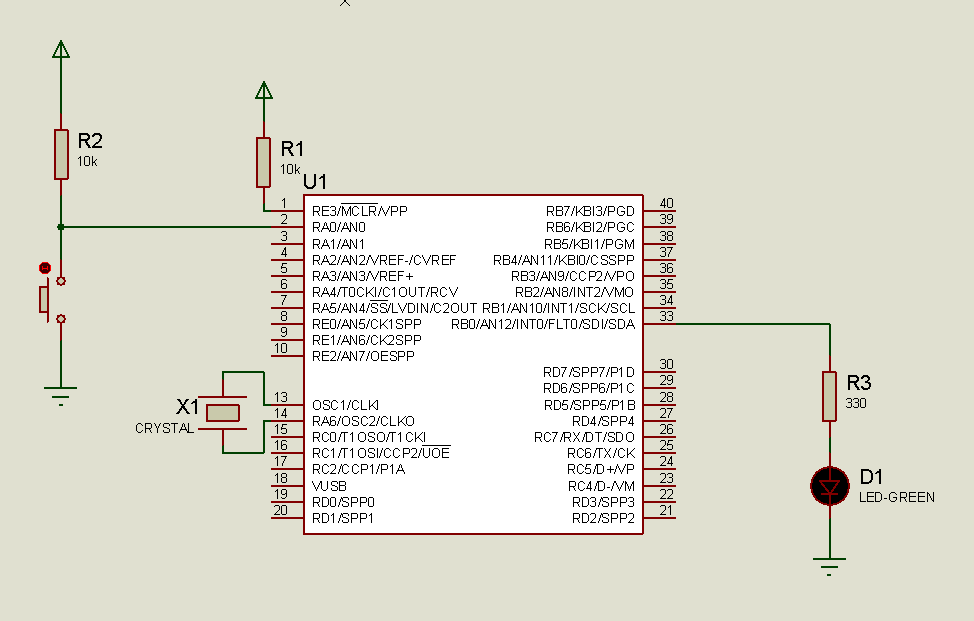 R2
10k
R1
10k
U1
1 RE3/MCLR/VPP
2 RA0/AN0
3 RA1/AN1
4 RA2/AN2/VREF-/CVREF
5 RA3/AN3/VREF+
6 RA4/T0CKI/C1OUT/RCV
7 RA5/AN4/SS/LVDIN/C2OUT
8 RE0/AN5/CK1SPP
9 RE1/AN6/CK2SPP
10 RE2/AN7/OESPP
13 OSC1/CLKI
14 RA6/OSC2/CLKO
15 RC0/T1OSO/T1CKI
16 RC1/T1OSI/CCP2/UOE
17 RC2/CCP1/P1A
18 VUSB
19 RD0/SPP0
20 RD1/SPP1
RB7/KBI3/PGD 40
RB6/KBI2/PGC 39
RB5/KBI1/PGM 38
RB4/AN11/KBI0/CSSPP 37
RB3/AN9/CCP2/VPO 36
RB2/AN8/INT2/VMO 35
RB1/AN10/INT1/SCK/SCL 34
RB0/AN12/INT0/FLT0/SDI/SDA 33
RD7/SPP7/P1D 30
RD6/SPP6/P1C 29
RD5/SPP5/P1B 28
RD4/SPP4 27
RC7/RX/DT/SDO 26
RC6/TX/CK 25
RC5/D+/VP 24
RC4/D-/VM 23
RD3/SPP3 22
RD2/SPP2 21
X1
CRYSTAL
R3
330
D1
LED-GREEN